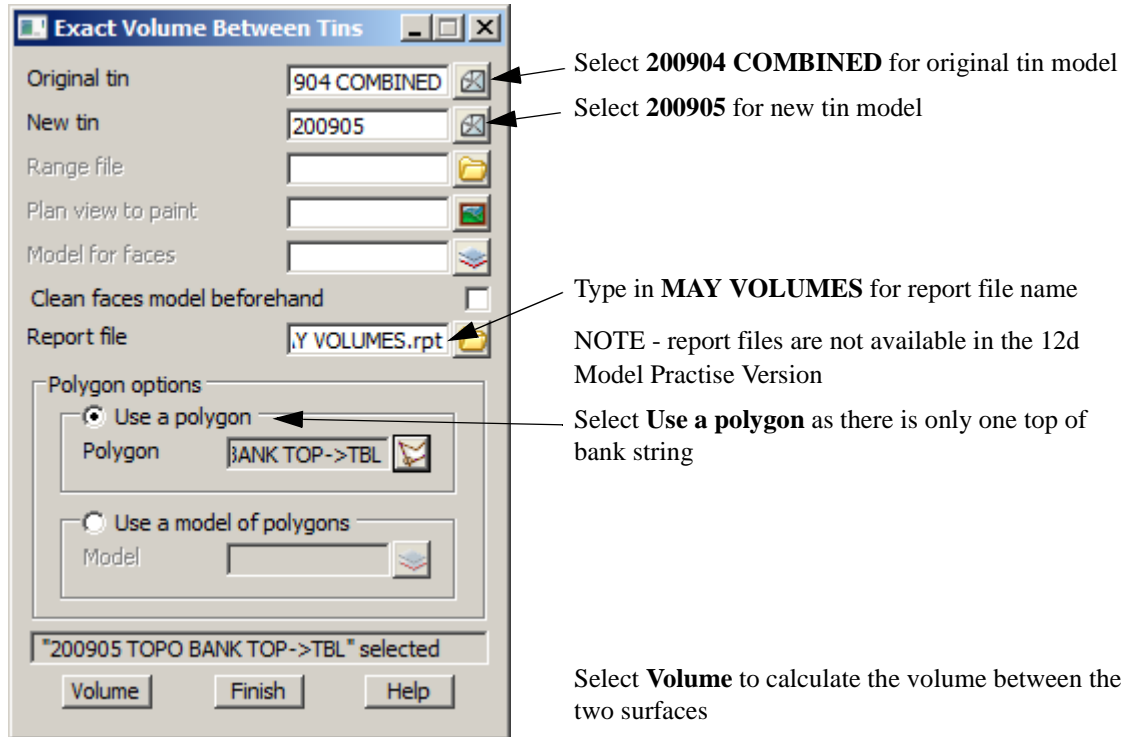 Exact Volume Between Tins
Original tin
904 COMBINED
New tin
200905
Range file
Plan view to paint
Model for faces
Clean faces model beforehand
Report file
Y VOLUMES.rpt
Polygon options
Use a polygon
Polygon
BANK TOP->TBL
Use a model of polygons
Model
"200905 TOPO BANK TOP->TBL" selected
Volume
Finish
Help
Select 200904 COMBINED for original tin model
Select 200905 for new tin model
Type in MAY VOLUMES for report file name
NOTE - report files are not available in the 12d
Model Practise Version
Select Use a polygon as there is only one top of
bank string
Select Volume to calculate the volume between the
two surfaces